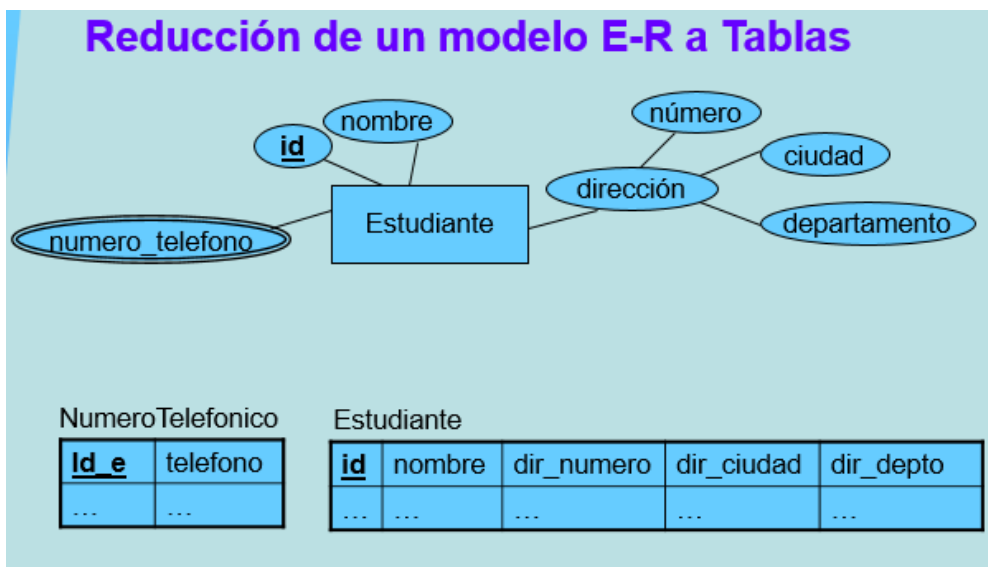 Reducción de un modelo E-R a Tablas
nombre
id
numero_telefono
Estudiante
número
ciudad
dirección
departamento
NumeroTelefonico
Id_e telefono
... ...
Estudiante
id nombre dir_numero dir_ciudad dir_depto
... ... ... ... ...